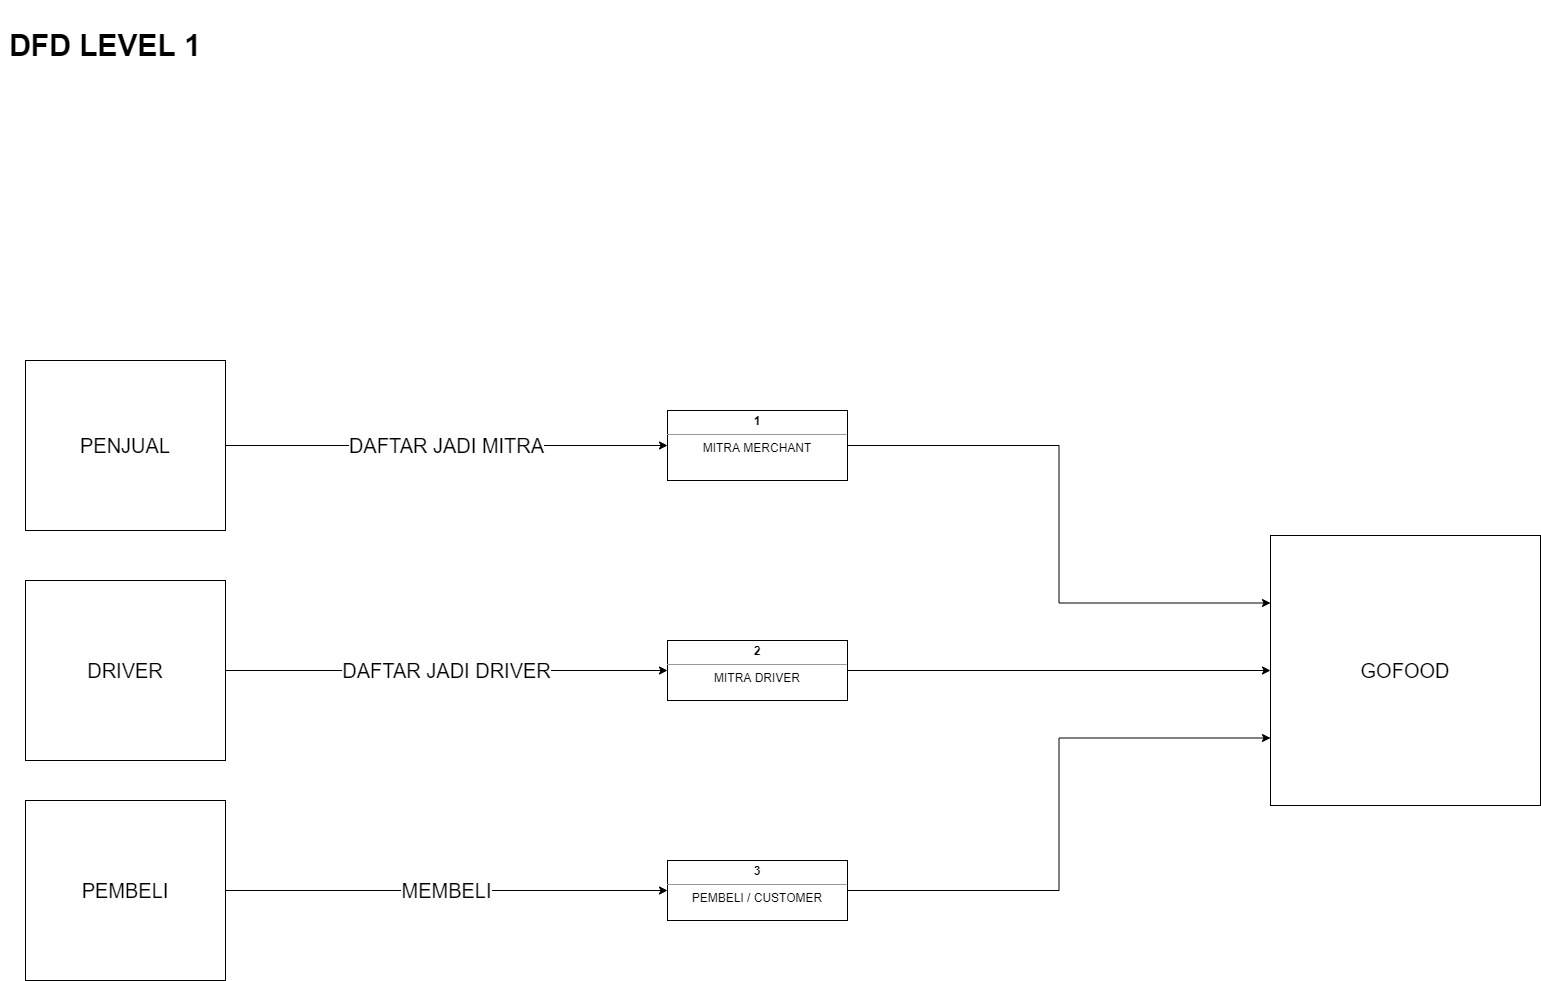 DFD LEVEL 1
PENJUAL
DAFTAR JADI MITRA
1
MITRA MERCHANT
DRIVER
DAFTAR JADI DRIVER
2
MITRA DRIVER
GOFOOD
PEMBELI
MEMBELI
3
PEMBELI / CUSTOMER